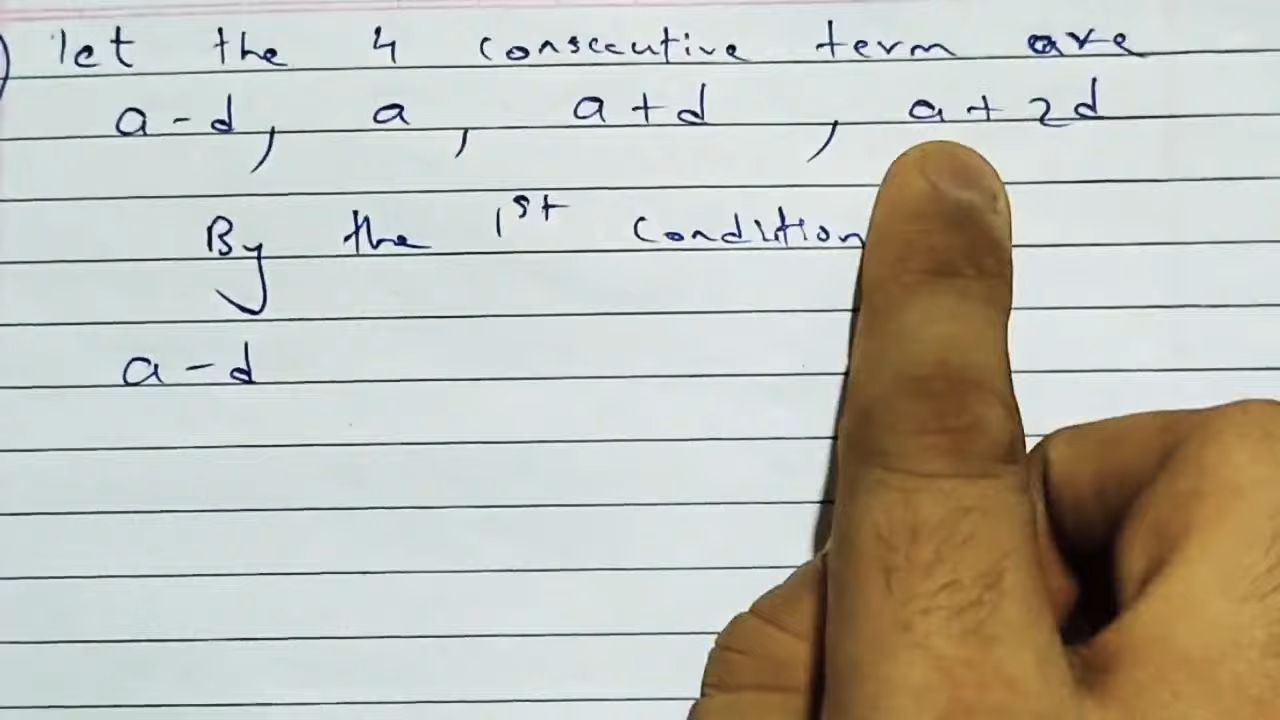 ) let the 4 consecutive term are
a - d, a, a + d, a + 2d
By the 1st condition
a - d